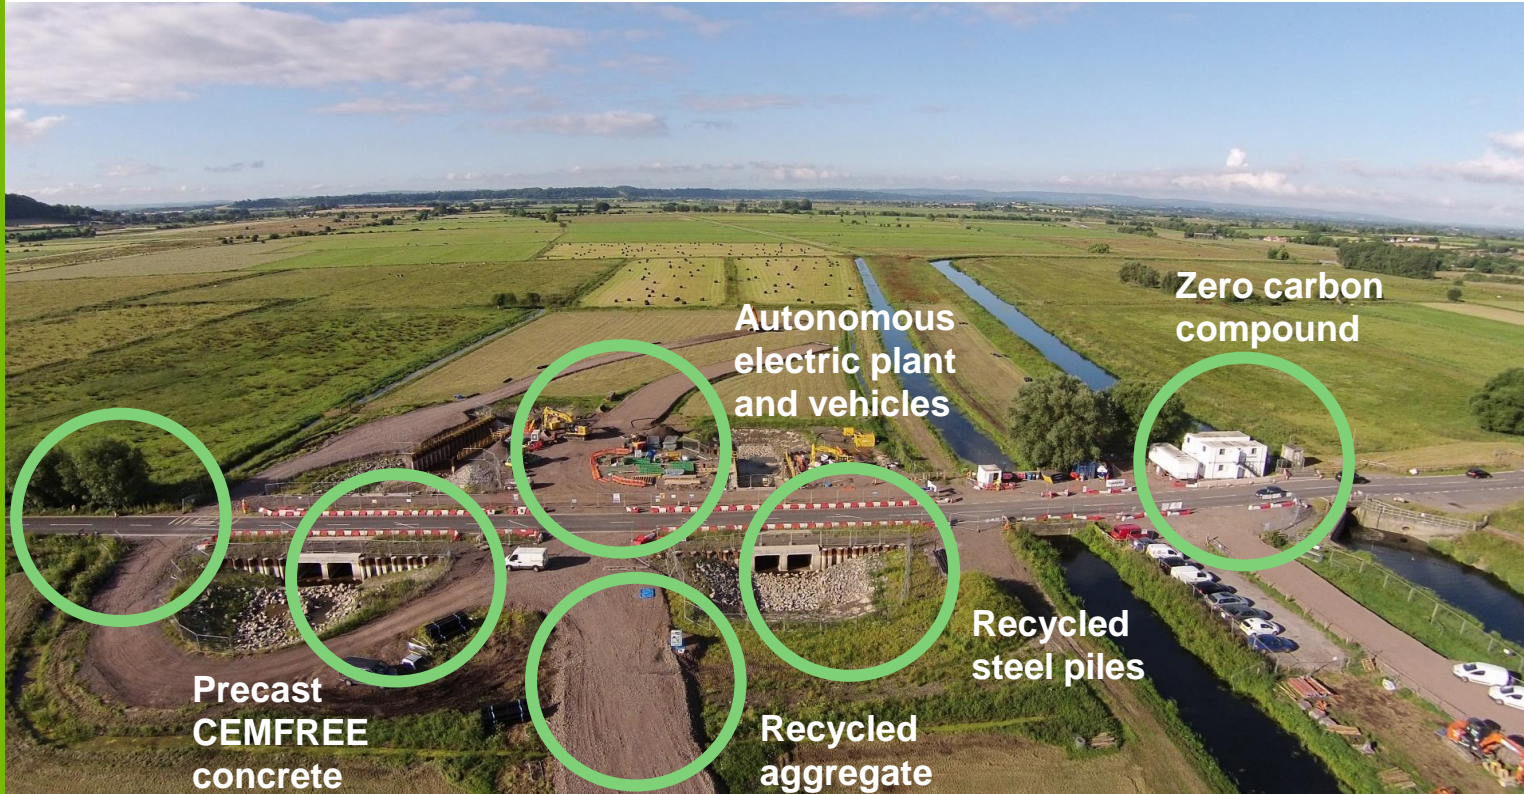 Zero carbon
compound
Autonomous
electric plant
and vehicles
Recycled
steel piles
Precast
CEMFREE
concrete
Recycled
aggregate